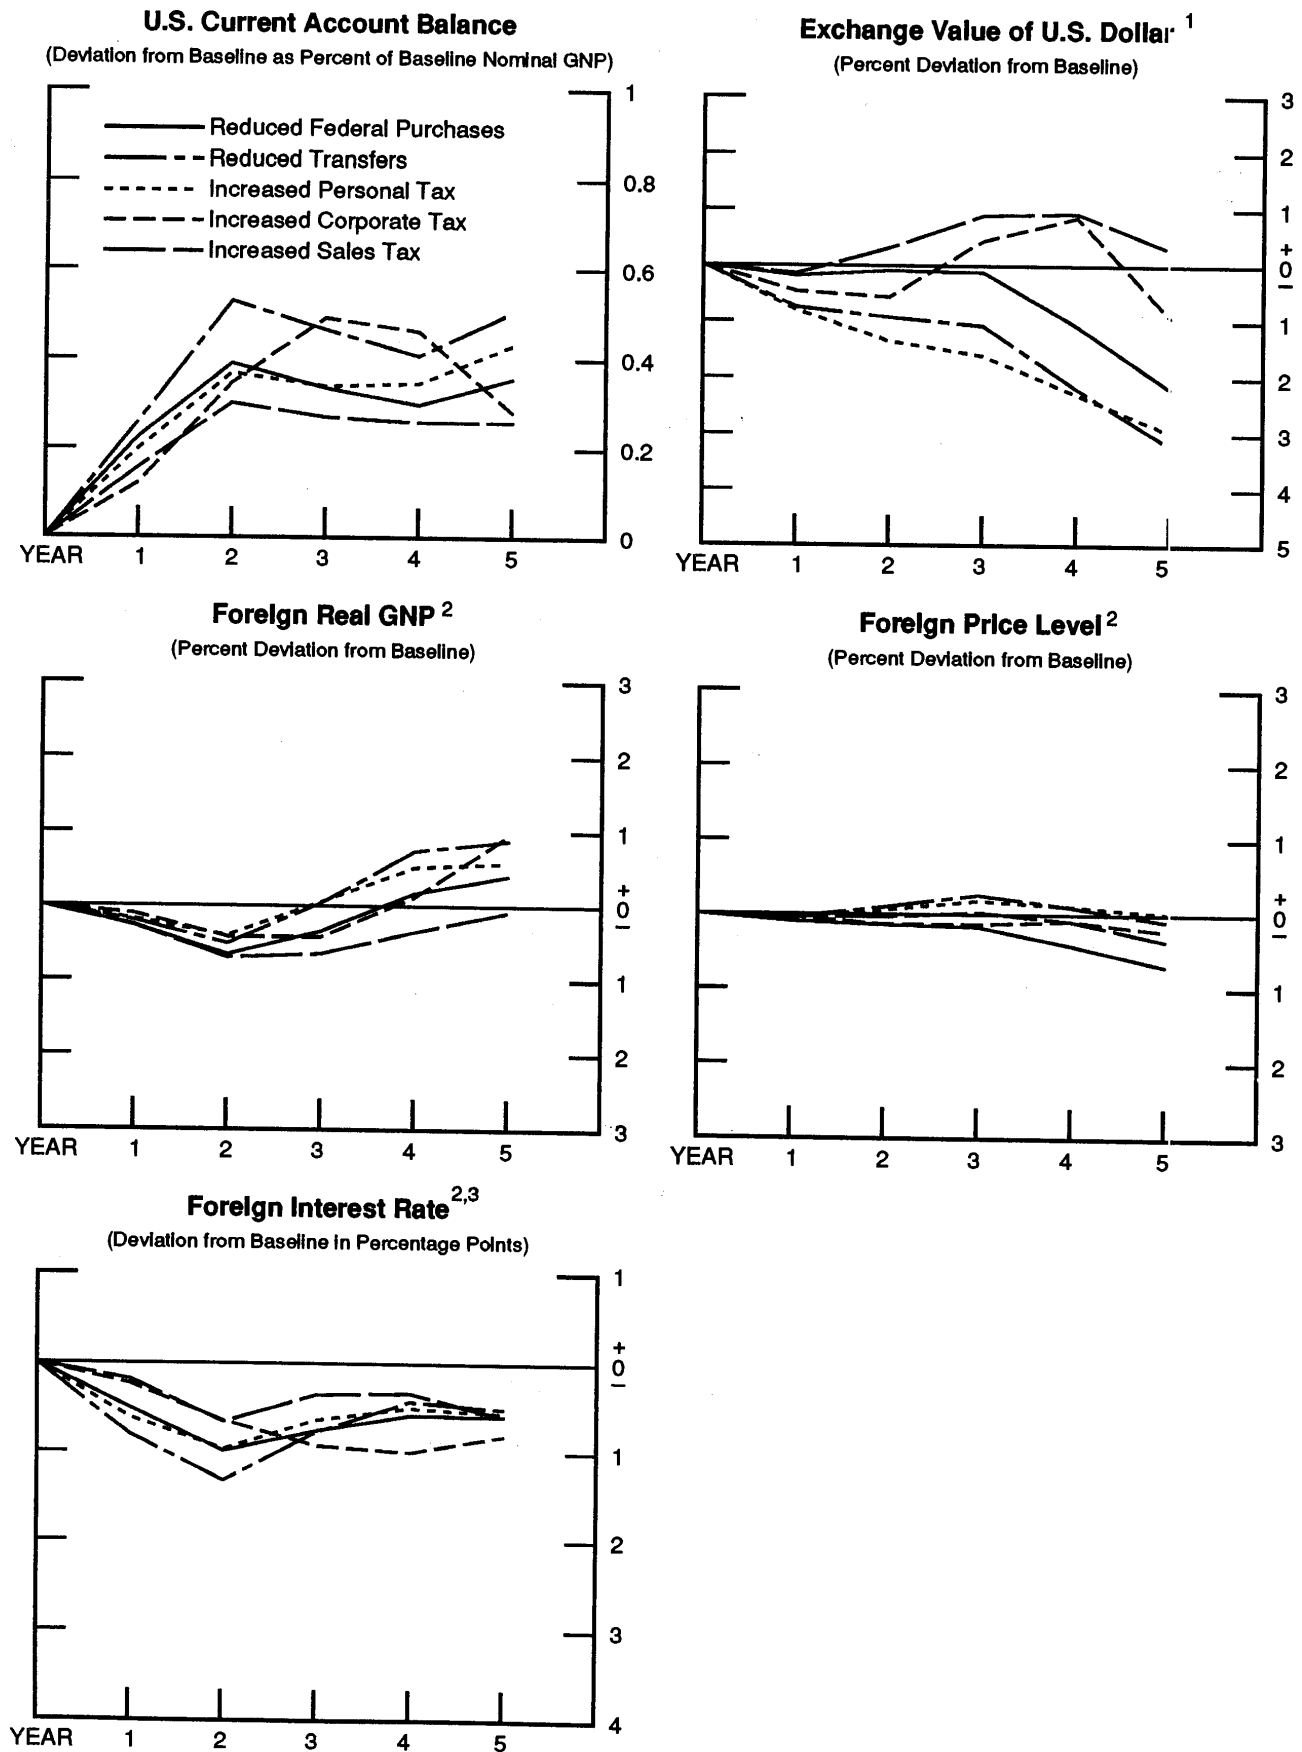 U.S. Current Account Balance
(Deviation from Baseline as Percent of Baseline Nominal GNP)
1
Reduced Federal Purchases
Reduced Transfers
Increased Personal Tax
Increased Corporate Tax
Increased Sales Tax
0.8
0.6
0.4
0.2
0
YEAR 1 2 3 4 5
Exchange Value of U.S. Dollar 1
(Percent Deviation from Baseline)
3
2
1
+
0
−
1
2
3
4
5
YEAR 1 2 3 4 5
Foreign Real GNP 2
(Percent Deviation from Baseline)
3
2
1
+
0
−
1
2
3
YEAR 1 2 3 4 5
Foreign Price Level 2
(Percent Deviation from Baseline)
3
2
1
+
0
−
1
2
3
YEAR 1 2 3 4 5
Foreign Interest Rate 2,3
(Deviation from Baseline in Percentage Points)
1
+
0
−
1
2
3
4
YEAR 1 2 3 4 5